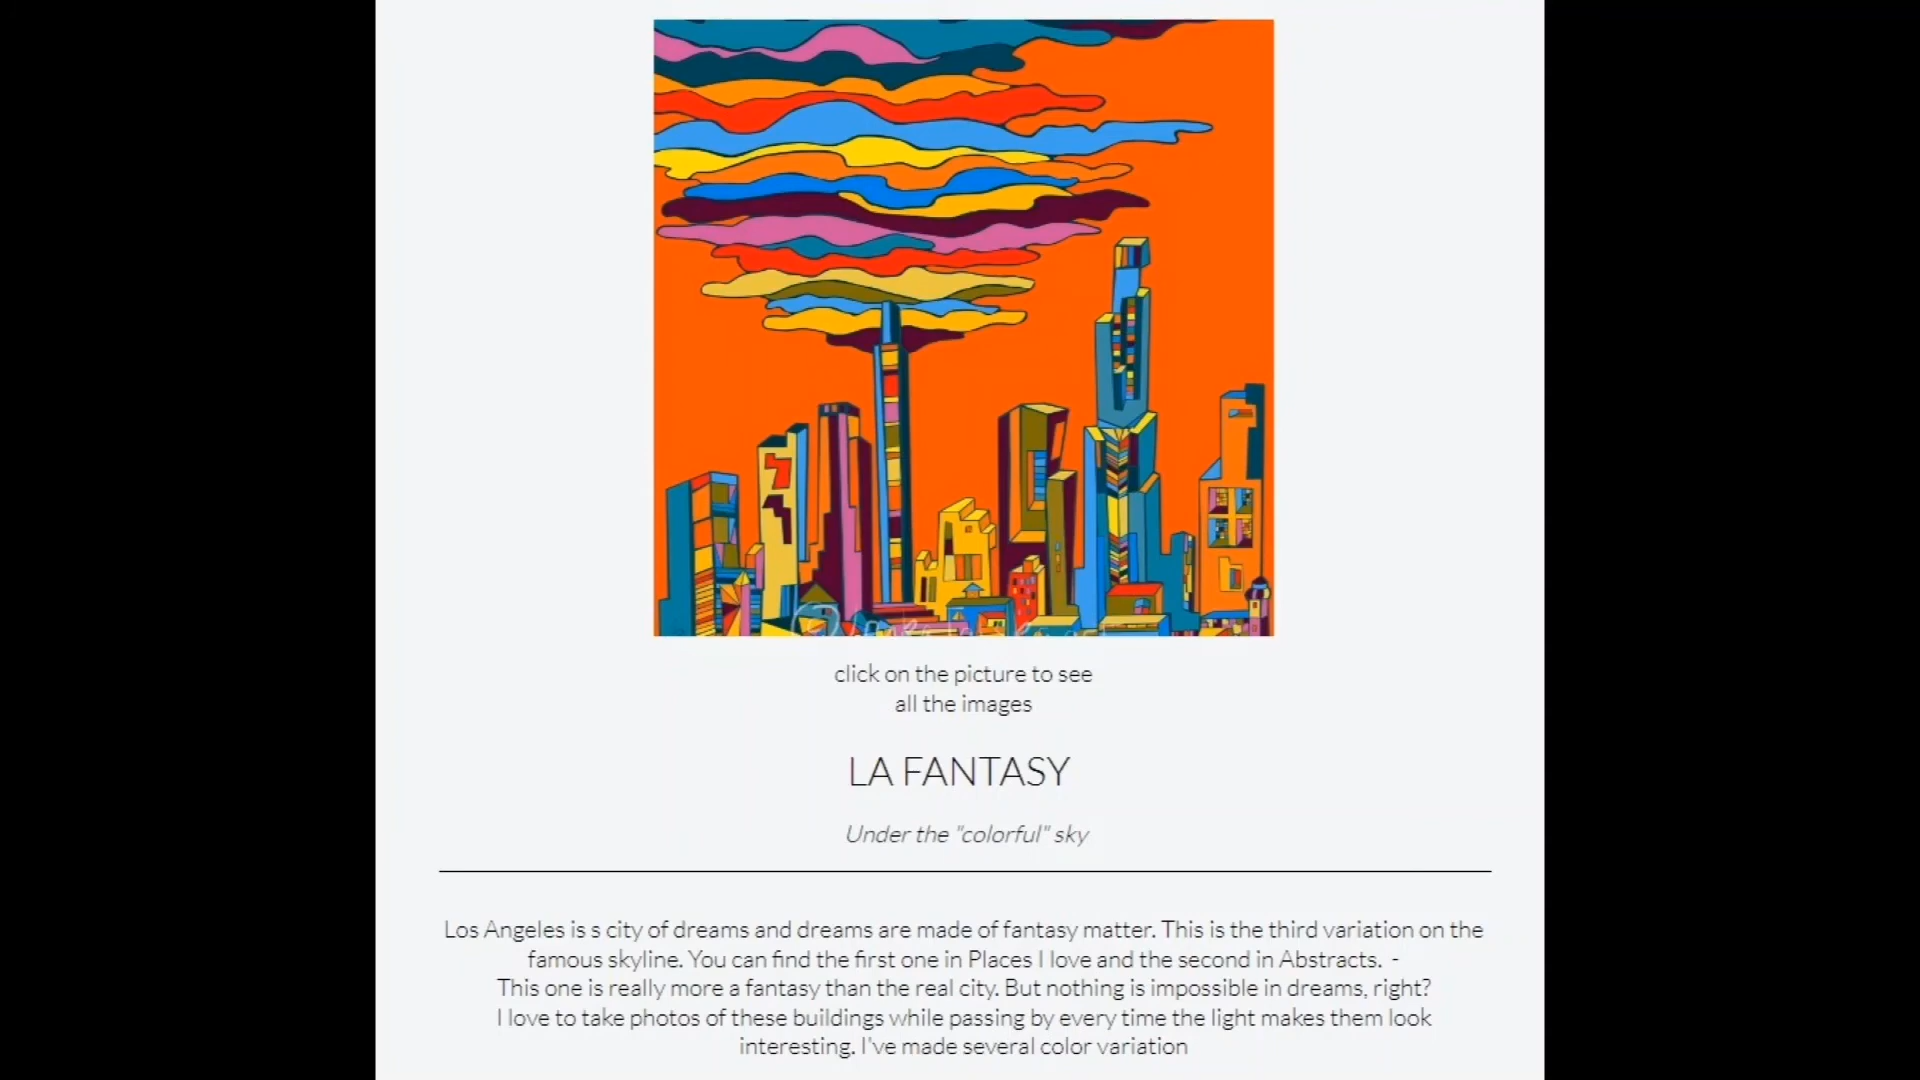 click on the picture to see
all the images
LA FANTASY
Under the "colorful" sky
Los Angeles is s city of dreams and dreams are made of fantasy matter. This is the third variation on the
famous skyline. You can find the first one in Places I love and the second in Abstracts. -
This one is really more a fantasy than the real city. But nothing is impossible in dreams, right?
I love to take photos of these buildings while passing by every time the light makes them look
interesting. I've made several color variation